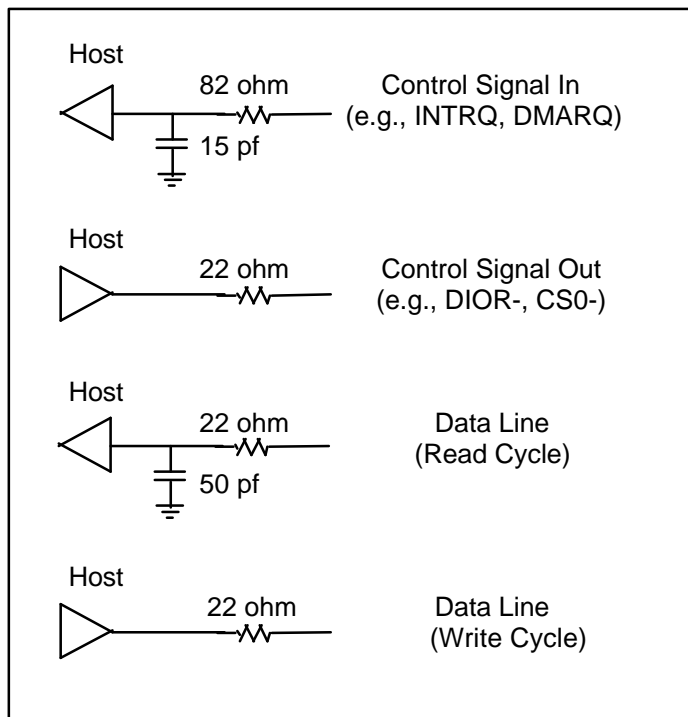 Host
82 ohm
Control Signal In
(e.g., INTRQ, DMARQ)
15 pf
Host
22 ohm
Control Signal Out
(e.g., DIOR-, CS0-)
Host
22 ohm
Data Line
(Read Cycle)
50 pf
Host
22 ohm
Data Line
(Write Cycle)